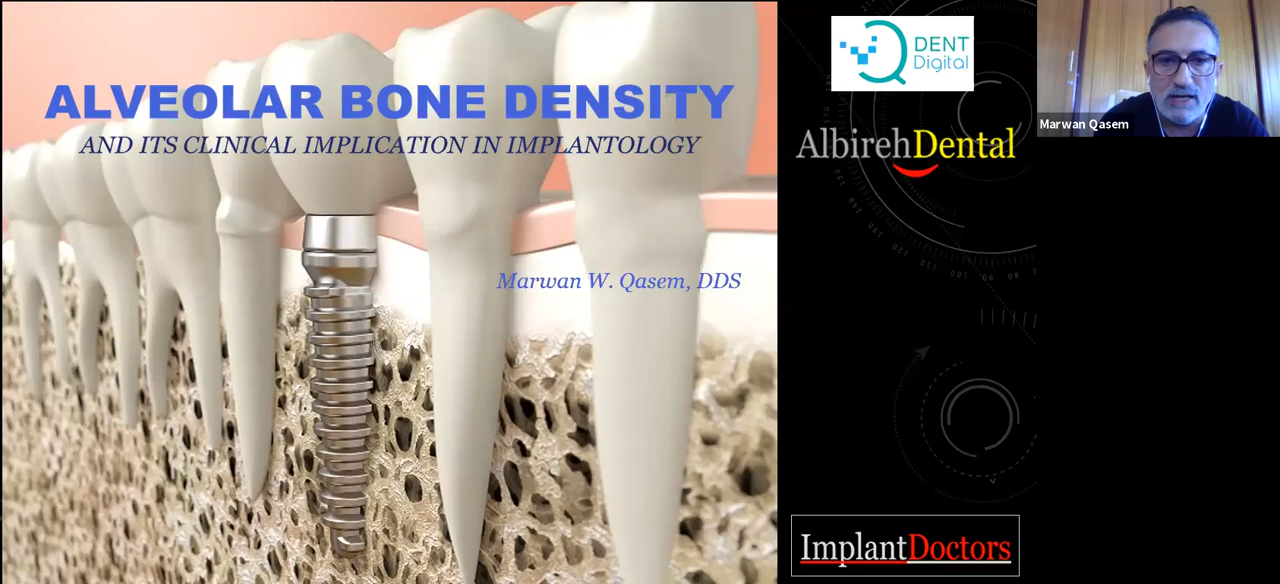 ALVEOLAR BONE DENSITY
AND ITS CLINICAL IMPLICATION IN IMPLANTOLOGY
Marwan W. Qasem, DDS
DENT
Digital
AlbirehDental
ImplantDoctors
Marwan Qasem